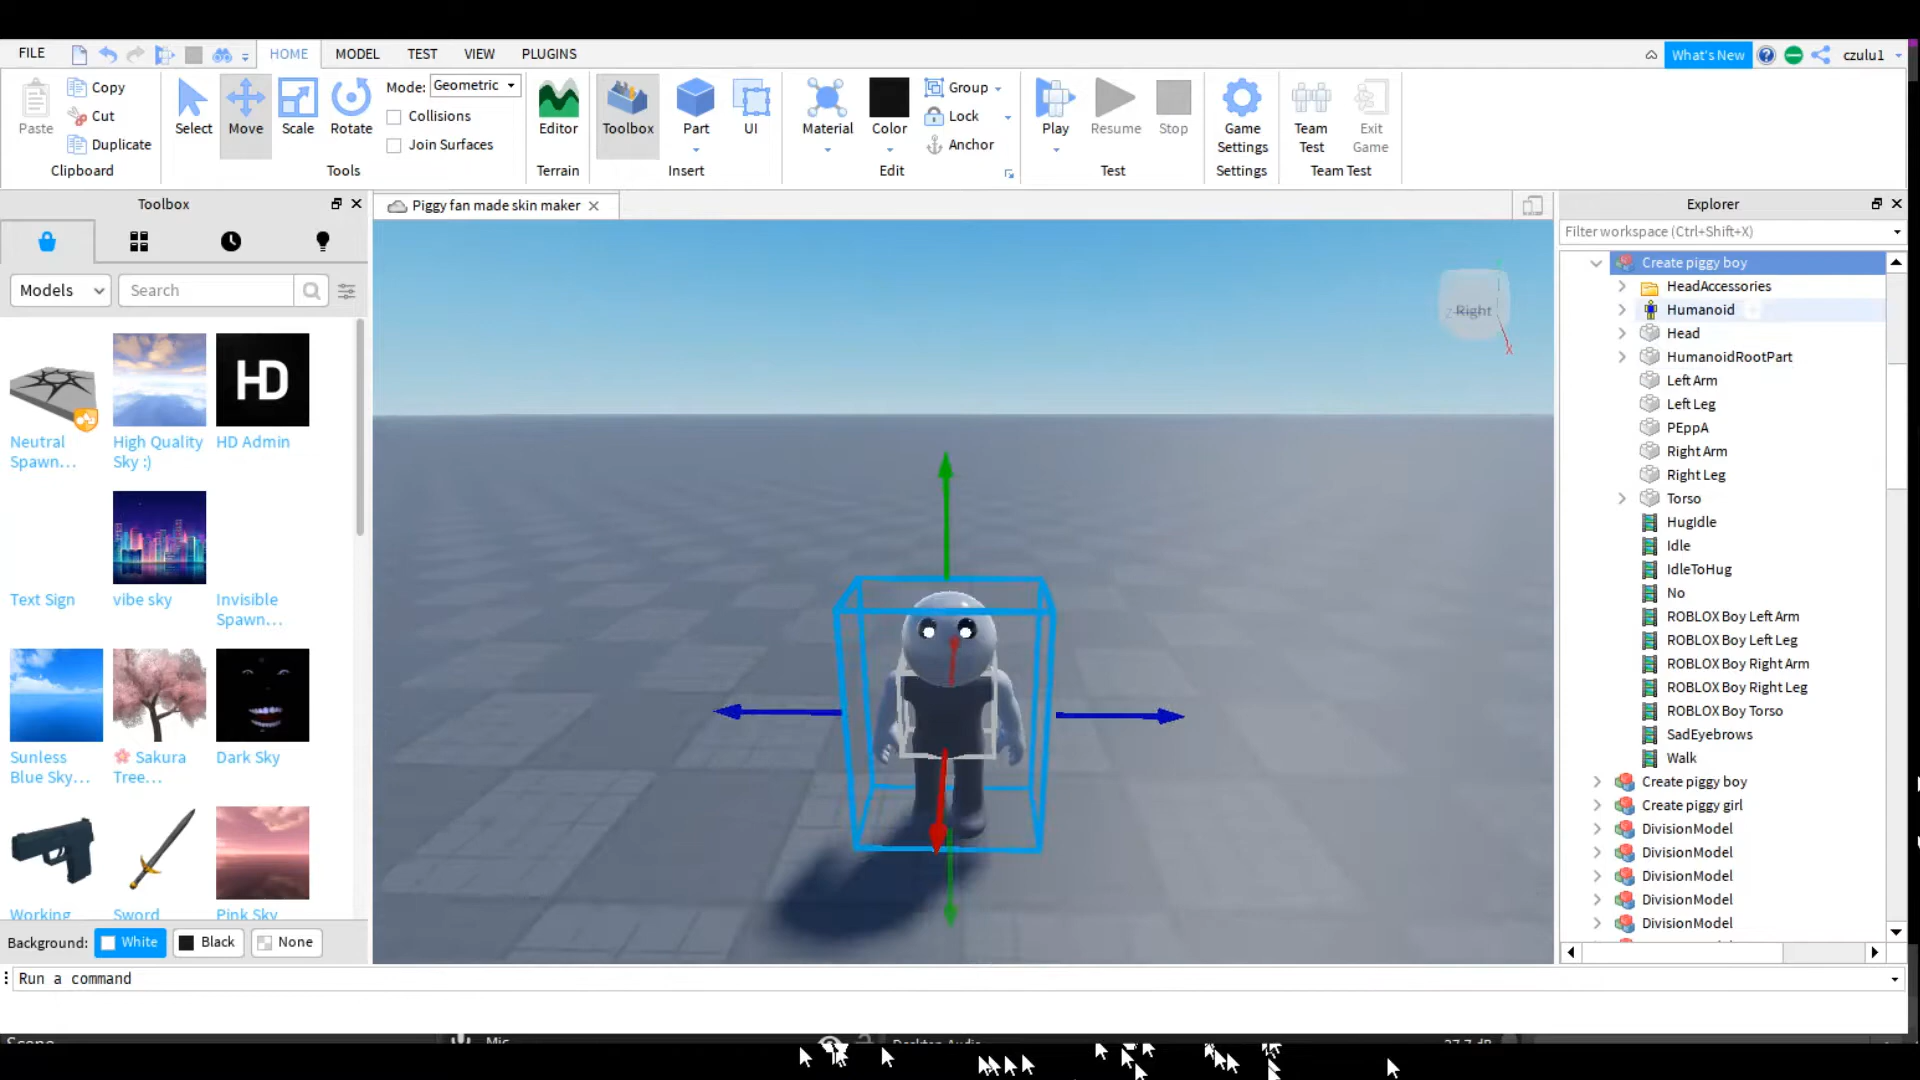 FILE
HOME
MODEL
TEST
VIEW
PLUGINS
What's New
czulu1
Paste
Copy
Cut
Duplicate
Clipboard
Select
Move
Scale
Rotate
Mode: Geometric
Collisions
Join Surfaces
Tools
Editor
Terrain
Toolbox
Part
UI
Insert
Material
Color
Group
Lock
Anchor
Edit
Play
Resume
Stop
Test
Game
Settings
Settings
Team
Test
Exit
Game
Team Test
Toolbox
Models
Search
Neutral
Spawn...
High Quality
Sky :)
HD
HD Admin
Text Sign
vibe sky
Invisible
Spawn...
Sunless
Blue Sky...
🌸 Sakura
Tree...
Dark Sky
Working
Sword
Pink Sky
Background: White Black None
Run a command
Piggy fan made skin maker
Right
X
Explorer
Filter workspace (Ctrl+Shift+X)
Create piggy boy
HeadAccessories
Humanoid
Head
HumanoidRootPart
Left Arm
Left Leg
PEppA
Right Arm
Right Leg
Torso
HugIdle
Idle
IdleToHug
No
ROBLOX Boy Left Arm
ROBLOX Boy Left Leg
ROBLOX Boy Right Arm
ROBLOX Boy Right Leg
ROBLOX Boy Torso
SadEyebrows
Walk
Create piggy boy
Create piggy girl
DivisionModel
DivisionModel
DivisionModel
DivisionModel
DivisionModel